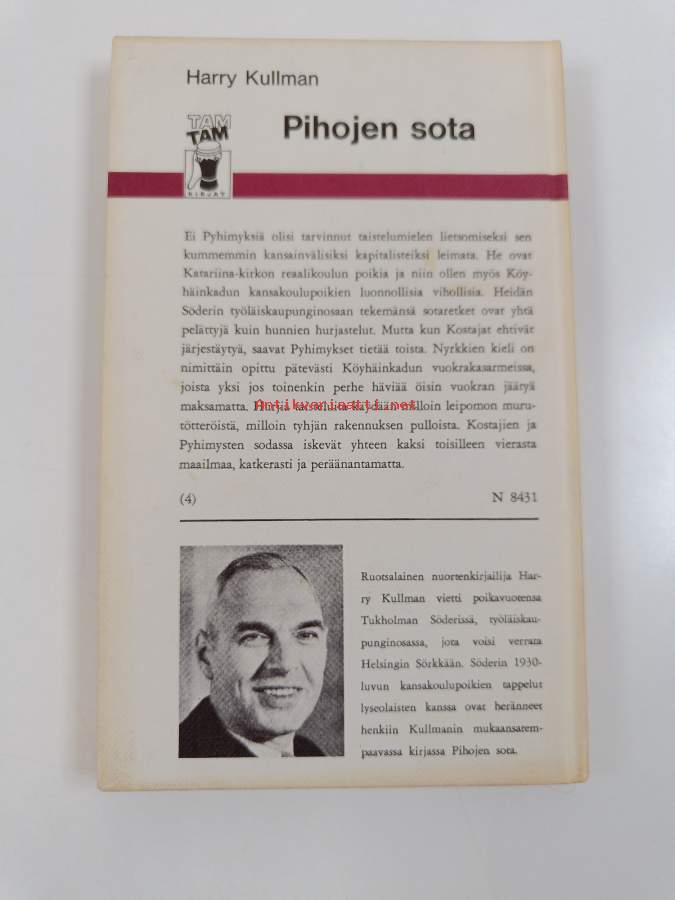 Harry Kullman
TAM
TAM
KIRJAT
Pihojen sota
Ei Pyhimyksiä olisi tarvinnut taistelumielen lietsomiseksi sen
kummemmin kansainvälisiksi kapitalisteiksi leimata. He ovat
Katariina-kirkon reaalikoulun poikia ja niin ollen myös Köy-
häinkadun kansakoulupoikien luonnollisia vihollisia. Heidän
Söderin työläiskaupunginosaan tekemänsä sotaretket ovat yhtä
pelättyjä kuin hunnien hurjastelut. Mutta kun Kostajat ehtivät
järjestäytyä, saavat Pyhimykset tietää toista. Nyrkkien kieli on
nimittäin opittu pätevästi Köyhäinkadun vuokrakasarmeissa,
joista yksi jos toinenkin perhe häviää öisin vuokran jäätyä
maksamatta. Hurjia taisteluita käydään milloin leipomon muru-
Antikvariaatti.net
tötteröistä, milloin tyhjän rakennuksen pulloista. Kostajien ja
Pyhimysten sodassa iskevät yhteen kaksi toisilleen vierasta
maailmaa, katkerasti ja peräänantamatta.
(4) N 8431
Ruotsalainen nuortenkirjailija Har-
ry Kullman vietti poikavuotensa
Tukholman Söderissä, työläiskau-
punginosassa, jota voisi verrata
Helsingin Sörkkään. Söderin 1930-
luvun kansakoulupoikien tappelut
lyseolaisten kanssa ovat heränneet
henkiin Kullmanin mukaansatem-
paavassa kirjassa Pihojen sota.